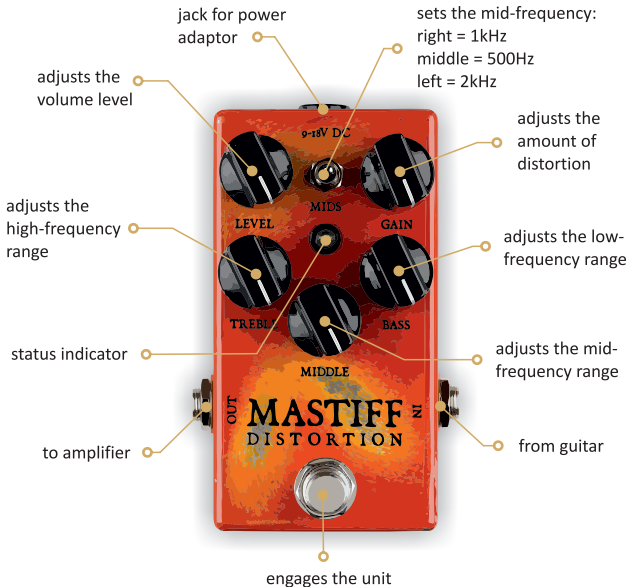 jack for power
adaptor
sets the mid-frequency:
right = 1kHz
middle = 500Hz
left = 2kHz
adjusts the
volume level
adjusts the
amount of
distortion
9-18V DC
MIDS
LEVEL
GAIN
adjusts the
high-frequency
range
adjusts the low-
frequency range
TREBLE
BASS
status indicator
adjusts the mid-
frequency range
MIDDLE
OUT
IN
MASTIFF
DISTORTION
to amplifier
from guitar
engages the unit